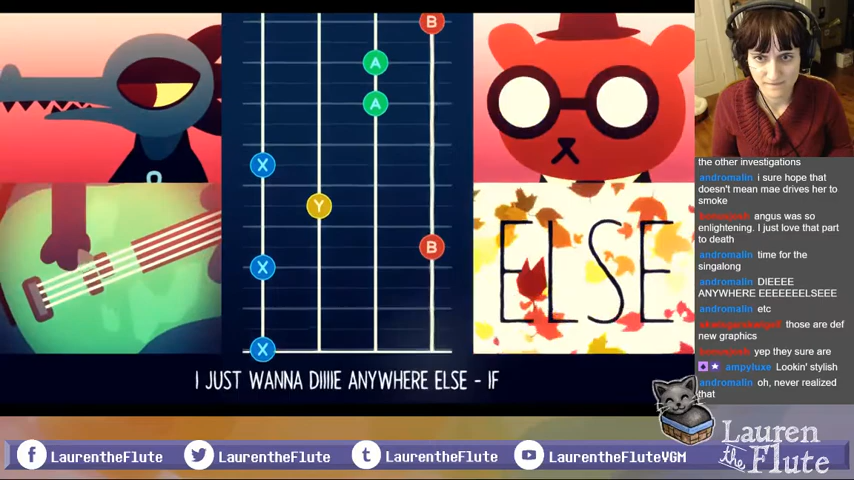 B
A
A
X
Y
B
X
X
ELSE
I JUST WANNA DIIIIE ANYWHERE ELSE - IF
the other investigations
andromalin i sure hope that
doesn't mean mae drives her to
smoke
angus was so
enlightening. I just love that part
to death
andromalin time for the
singalong
andromalin DIEEEE
ANYWHERE EEEEEEELSEEE
andromalin etc
those are def
new graphics
yep they sure are
ampyluxe Lookin' stylish
andromalin oh, never realized
that
Lauren
the Flute
LaurentheFlute
LaurentheFlute
LaurentheFlute
LaurentheFluteVGM